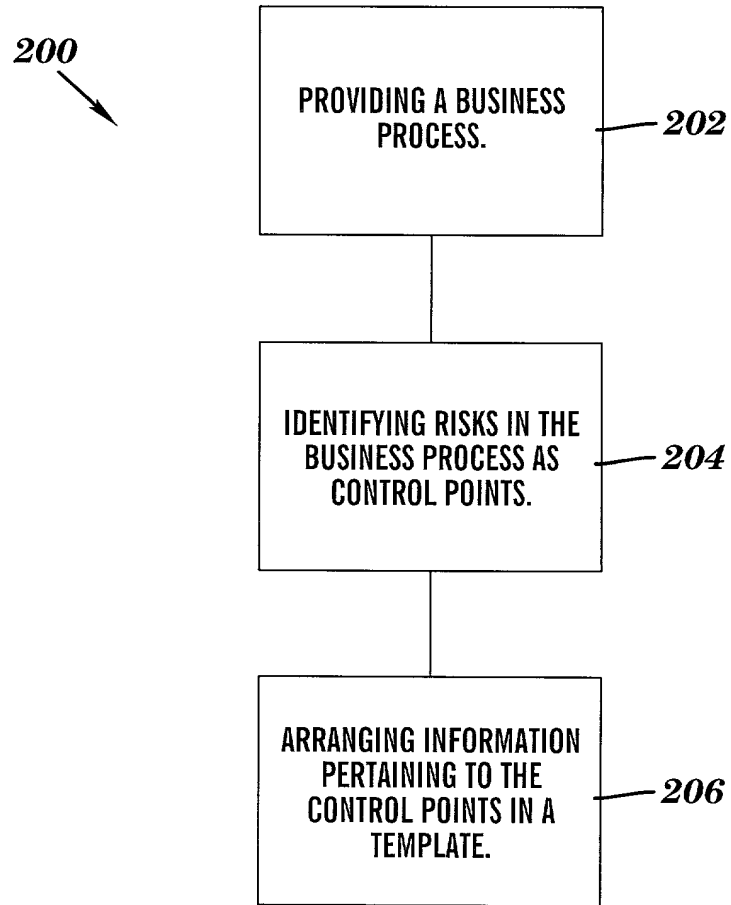 200
PROVIDING A BUSINESS
PROCESS.
202
IDENTIFYING RISKS IN THE
BUSINESS PROCESS AS
CONTROL POINTS.
204
ARRANGING INFORMATION
PERTAINING TO THE
CONTROL POINTS IN A
TEMPLATE.
206